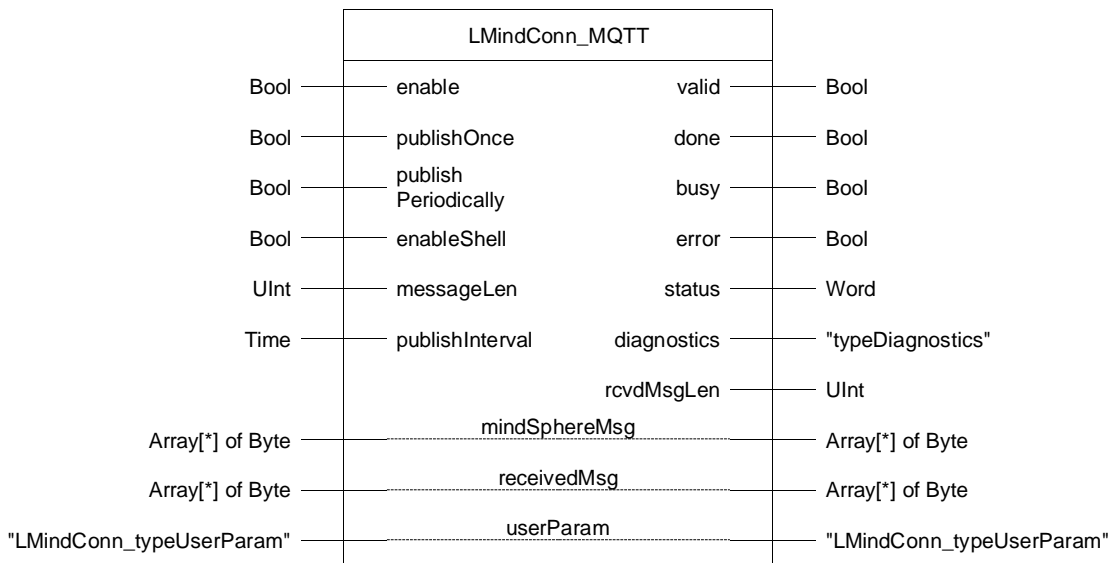 LMindConn_MQTT
Bool enable valid Bool
Bool publishOnce done Bool
Bool publish Periodically busy Bool
Bool enableShell error Bool
UInt messageLen status Word
Time publishInterval diagnostics "typeDiagnostics"
rcvdMsgLen UInt
Array[*] of Byte mindSphereMsg Array[*] of Byte
Array[*] of Byte receivedMsg Array[*] of Byte
"LMindConn_typeUserParam" userParam "LMindConn_typeUserParam"